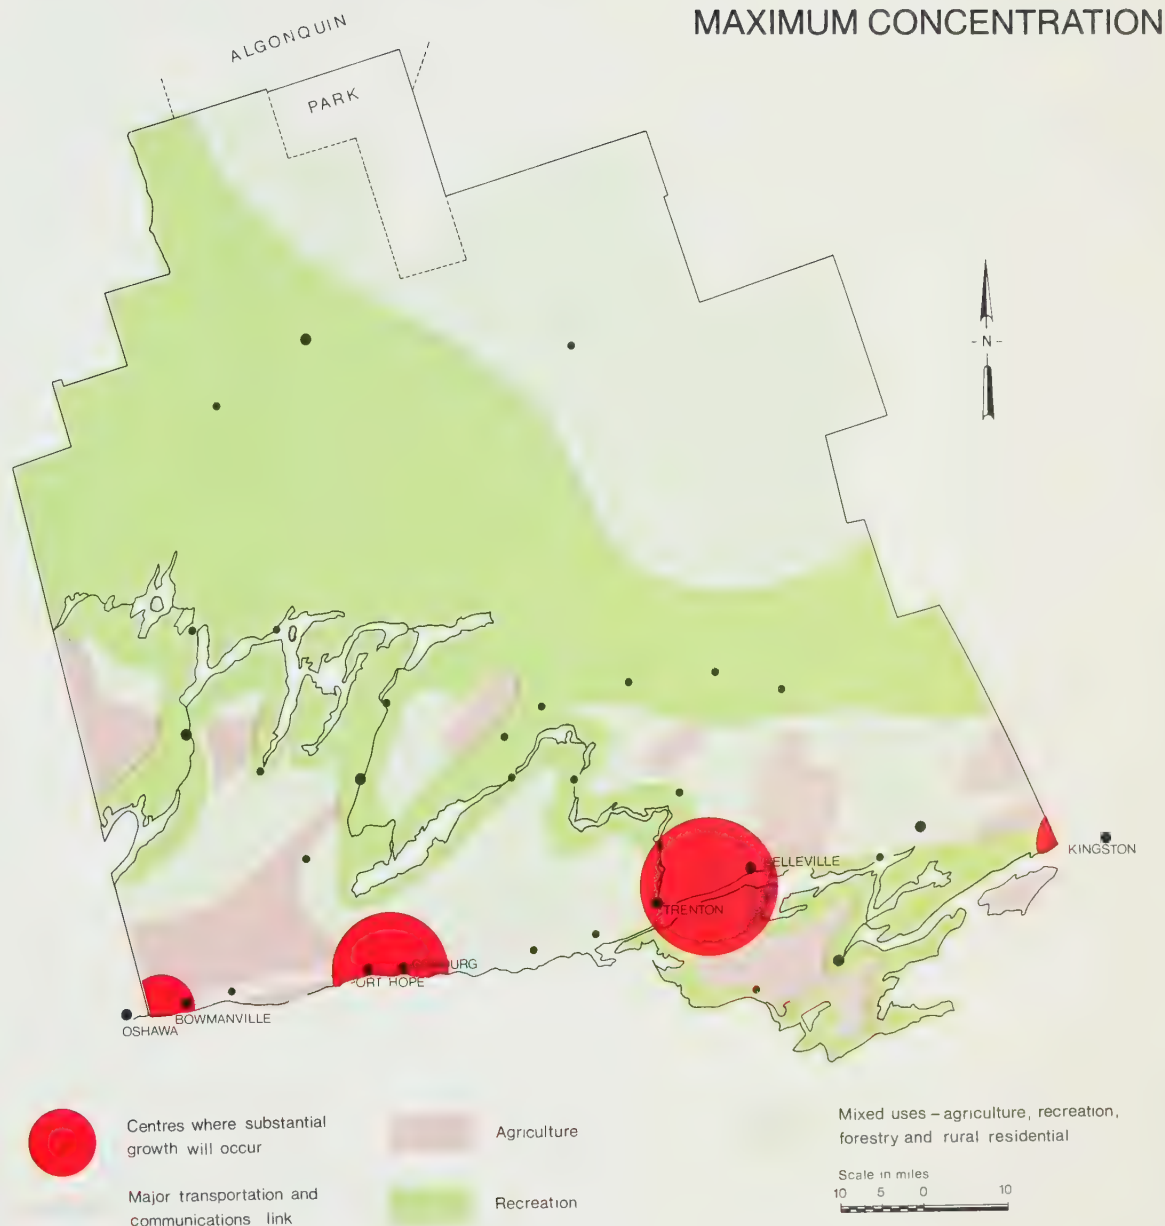 MAXIMUM CONCENTRATION
ALGONQUIN
PARK
- N -
BELLEVILLE
KINGSTON
TRENTON
COBOURG
PORT HOPE
BOWMANVILLE
OSHAWA
Centres where substantial
growth will occur
Major transportation and
communications link
Agriculture
Recreation
Mixed uses – agriculture, recreation,
forestry and rural residential
Scale in miles
10 5 0 10